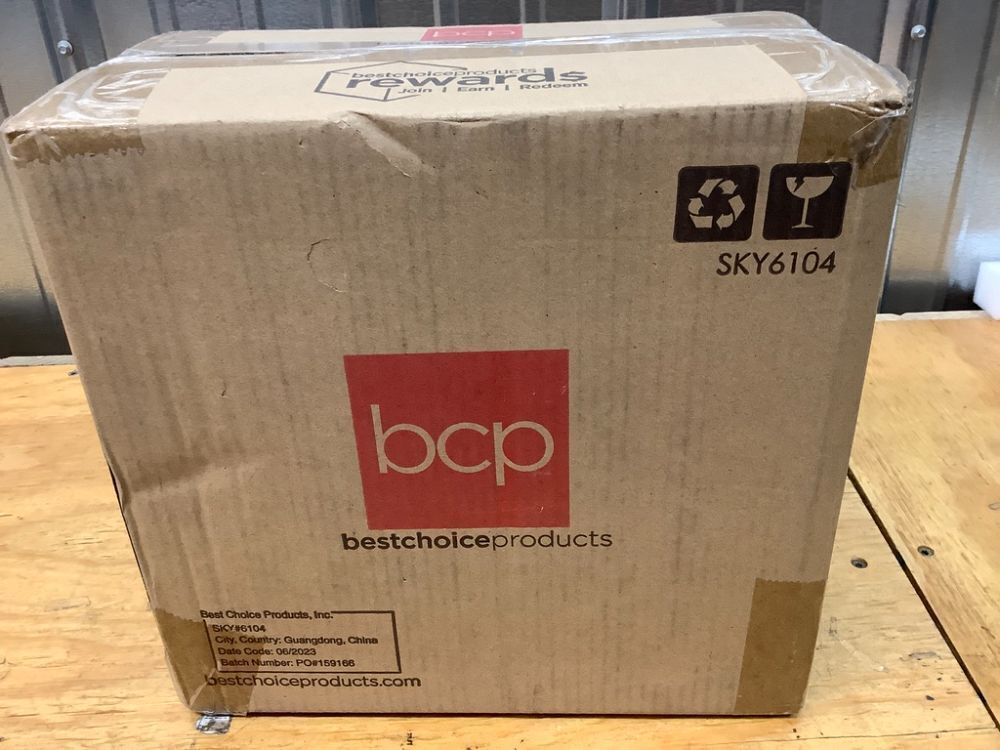 bcp
bestchoiceproducts
rewards
Join | Earn | Redeem
SKY6104
bcp
bestchoiceproducts
Best Choice Products, Inc.
SKY#6104
City, Country: Guangdong, China
Date Code: 06/2023
Batch Number: PO#159166
bestchoiceproducts.com